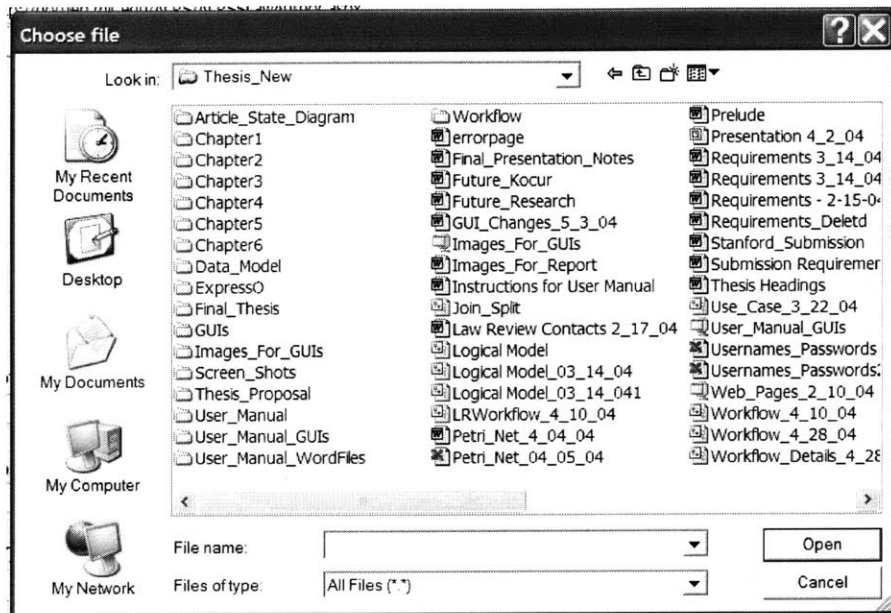 Choose file
Look in:
Thesis_New
My Recent
Documents
Desktop
My Documents
My Computer
My Network
Article_State_Diagram
Chapter1
Chapter2
Chapter3
Chapter4
Chapter5
Chapter6
Data_Model
ExpressO
Final_Thesis
GUIs
Images_For_GUIs
Screen_Shots
Thesis_Proposal
User_Manual
User_Manual_GUIs
User_Manual_WordFiles
Workflow
errorpage
Final_Presentation_Notes
Future_Kocur
Future_Research
GUI_Changes_5_3_04
Images_For_GUIs
Images_For_Report
Instructions for User Manual
Join_Split
Law Review Contacts 2_17_04
Logical Model
Logical Model_03_14_04
Logical Model_03_14_041
LRWorkflow_4_10_04
Petri_Net_4_04_04
Petri_Net_04_05_04
Prelude
Presentation 4_2_04
Requirements 3_14_04
Requirements 3_14_04
Requirements - 2-15-04
Requirements_Deletd
Stanford_Submission
Submission Requiremer
Thesis Headings
Use_Case_3_22_04
User_Manual_GUIs
Usernames_Passwords
Usernames_Passwords
Web_Pages_2_10_04
Workflow_4_10_04
Workflow_4_28_04
Workflow_Details_4_28
File name:
Open
Files of type:
All Files (*.*)
Cancel